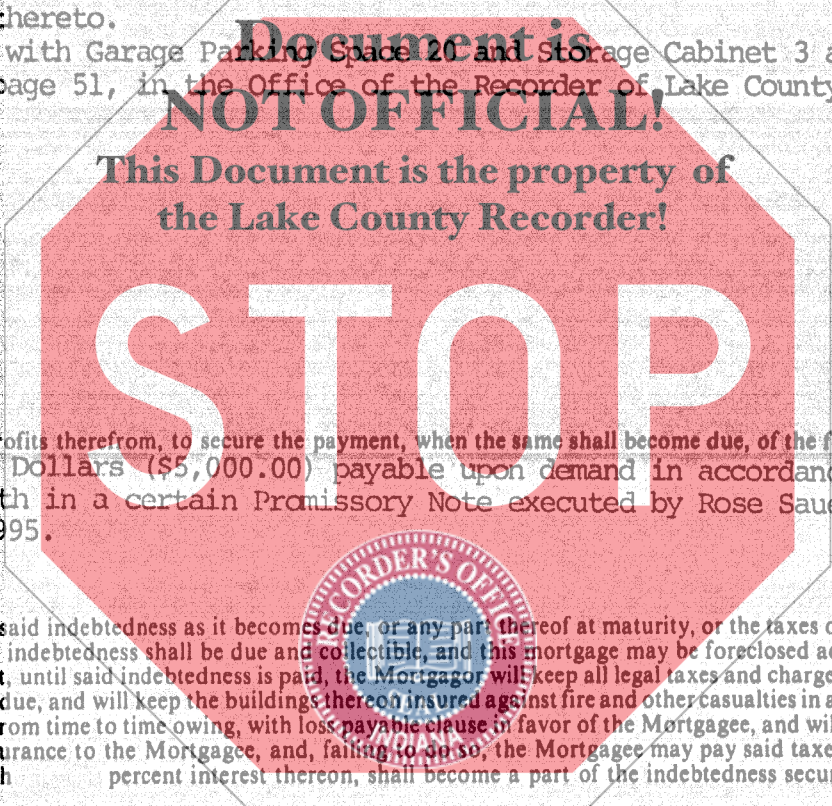 hereto.
Document is
with Garage Parking Space 20 and Storage Cabinet 3 a
page 51, in the Office of the Recorder of Lake County
NOT OFFICIAL!
This Document is the property of
the Lake County Recorder!
STOP
ofits therefrom, to secure the payment, when the same shall become due, of the f
Dollars ($5,000.00) payable upon demand in accordanc
th in a certain Promissory Note executed by Rose Saue
995.
RECORDER'S OFFICE
said indebtedness as it becomes due, or any part thereof at maturity, or the taxes o
indebtedness shall be due and collectible, and this mortgage may be foreclosed ac
t, until said indebtedness is paid, the Mortgagor will keep all legal taxes and charge
due, and will keep the buildings thereon insured against fire and other casualties in a
rom time to time owing, with loss payable clause in favor of the Mortgagee, and wil
INDIANA
urance to the Mortgagee, and, failing to do so, the Mortgagee may pay said taxe
h percent interest thereon, shall become a part of the indebtedness secur